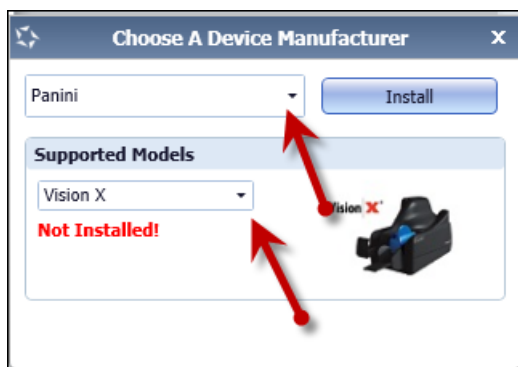 Choose A Device Manufacturer X
Panini
Install
Supported Models
Vision X
Not Installed!
Vision X